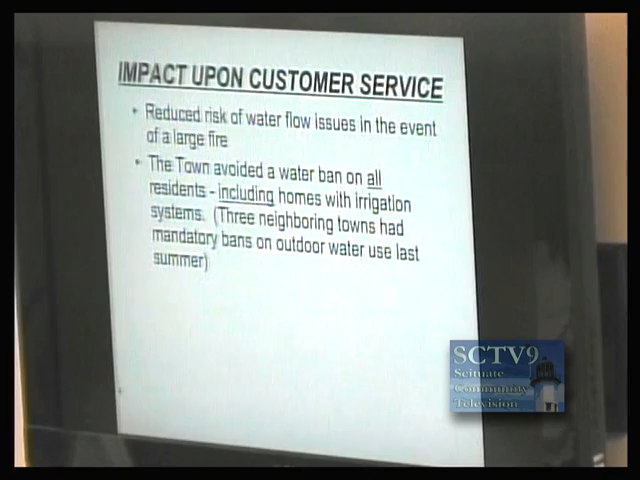 IMPACT UPON CUSTOMER SERVICE
• Reduced risk of water flow issues in the event
of a large fire
• The Town avoided a water ban on all
residents - including homes with irrigation
systems. (Three neighboring towns had
mandatory bans on outdoor water use last
summer)
SCTV9
Scituate
Community
Television